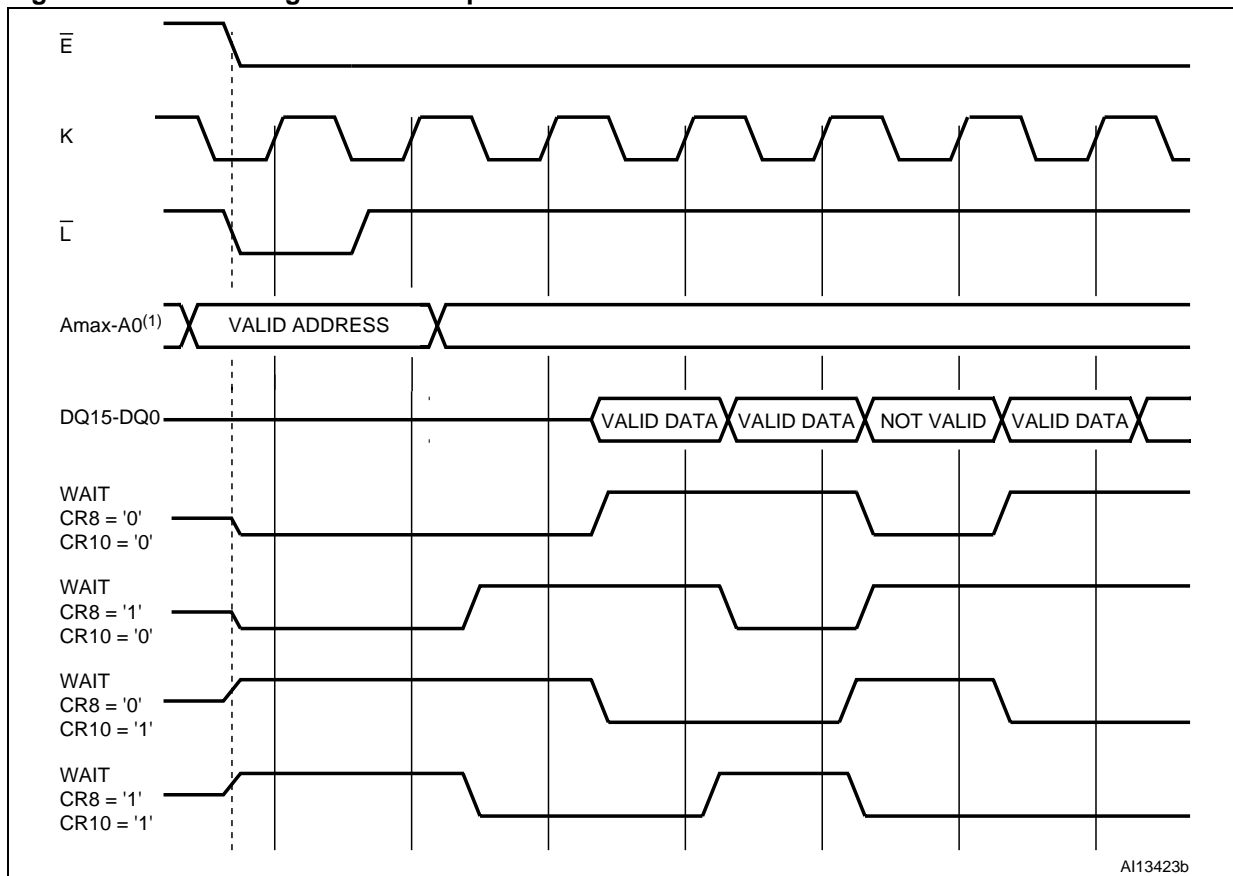 E
K
L
Amax-A0(1)
VALID ADDRESS
DQ15-DQ0
VALID DATA
VALID DATA
NOT VALID
VALID DATA
WAIT
CR8 = '0'
CR10 = '0'
WAIT
CR8 = '1'
CR10 = '0'
WAIT
CR8 = '0'
CR10 = '1'
WAIT
CR8 = '1'
CR10 = '1'
AI13423b